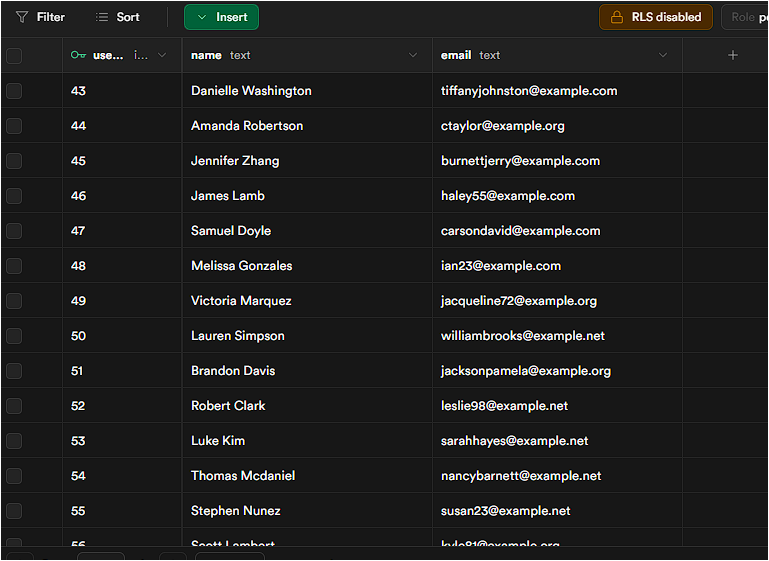 Filter Sort Insert RLS disabled Role
use... i... name text email text
43 Danielle Washington tiffanyjohnston@example.com
44 Amanda Robertson ctaylor@example.org
45 Jennifer Zhang burnettjerry@example.com
46 James Lamb haley55@example.com
47 Samuel Doyle carsondavid@example.com
48 Melissa Gonzales ian23@example.com
49 Victoria Marquez jacqueline72@example.org
50 Lauren Simpson williambrooks@example.net
51 Brandon Davis jacksonpamela@example.org
52 Robert Clark leslie98@example.net
53 Luke Kim sarahhayes@example.net
54 Thomas Mcdaniel nancybarnett@example.net
55 Stephen Nunez susan23@example.net
56 Scott Lambert kyle81@example.org